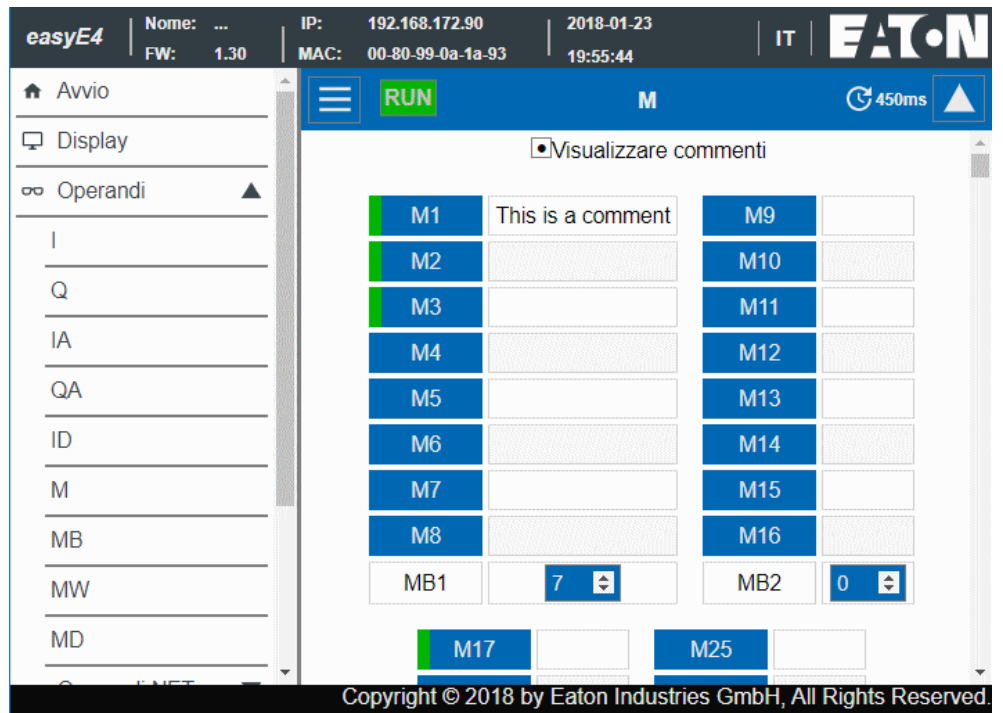 easyE4 Nome: ... IP: 192.168.172.90 2018-01-23 IT EATON
FW: 1.30 MAC: 00-80-99-0a-1a-93 19:55:44
Avvio
RUN M 450ms
Display
Visualizzare commenti
Operandi
I
Q
IA
QA
ID
M
MB
MW
MD
M1 This is a comment M9
M2 M10
M3 M11
M4 M12
M5 M13
M6 M14
M7 M15
M8 M16
MB1 7 MB2 0
M17 M25
Copyright © 2018 by Eaton Industries GmbH, All Rights Reserved.